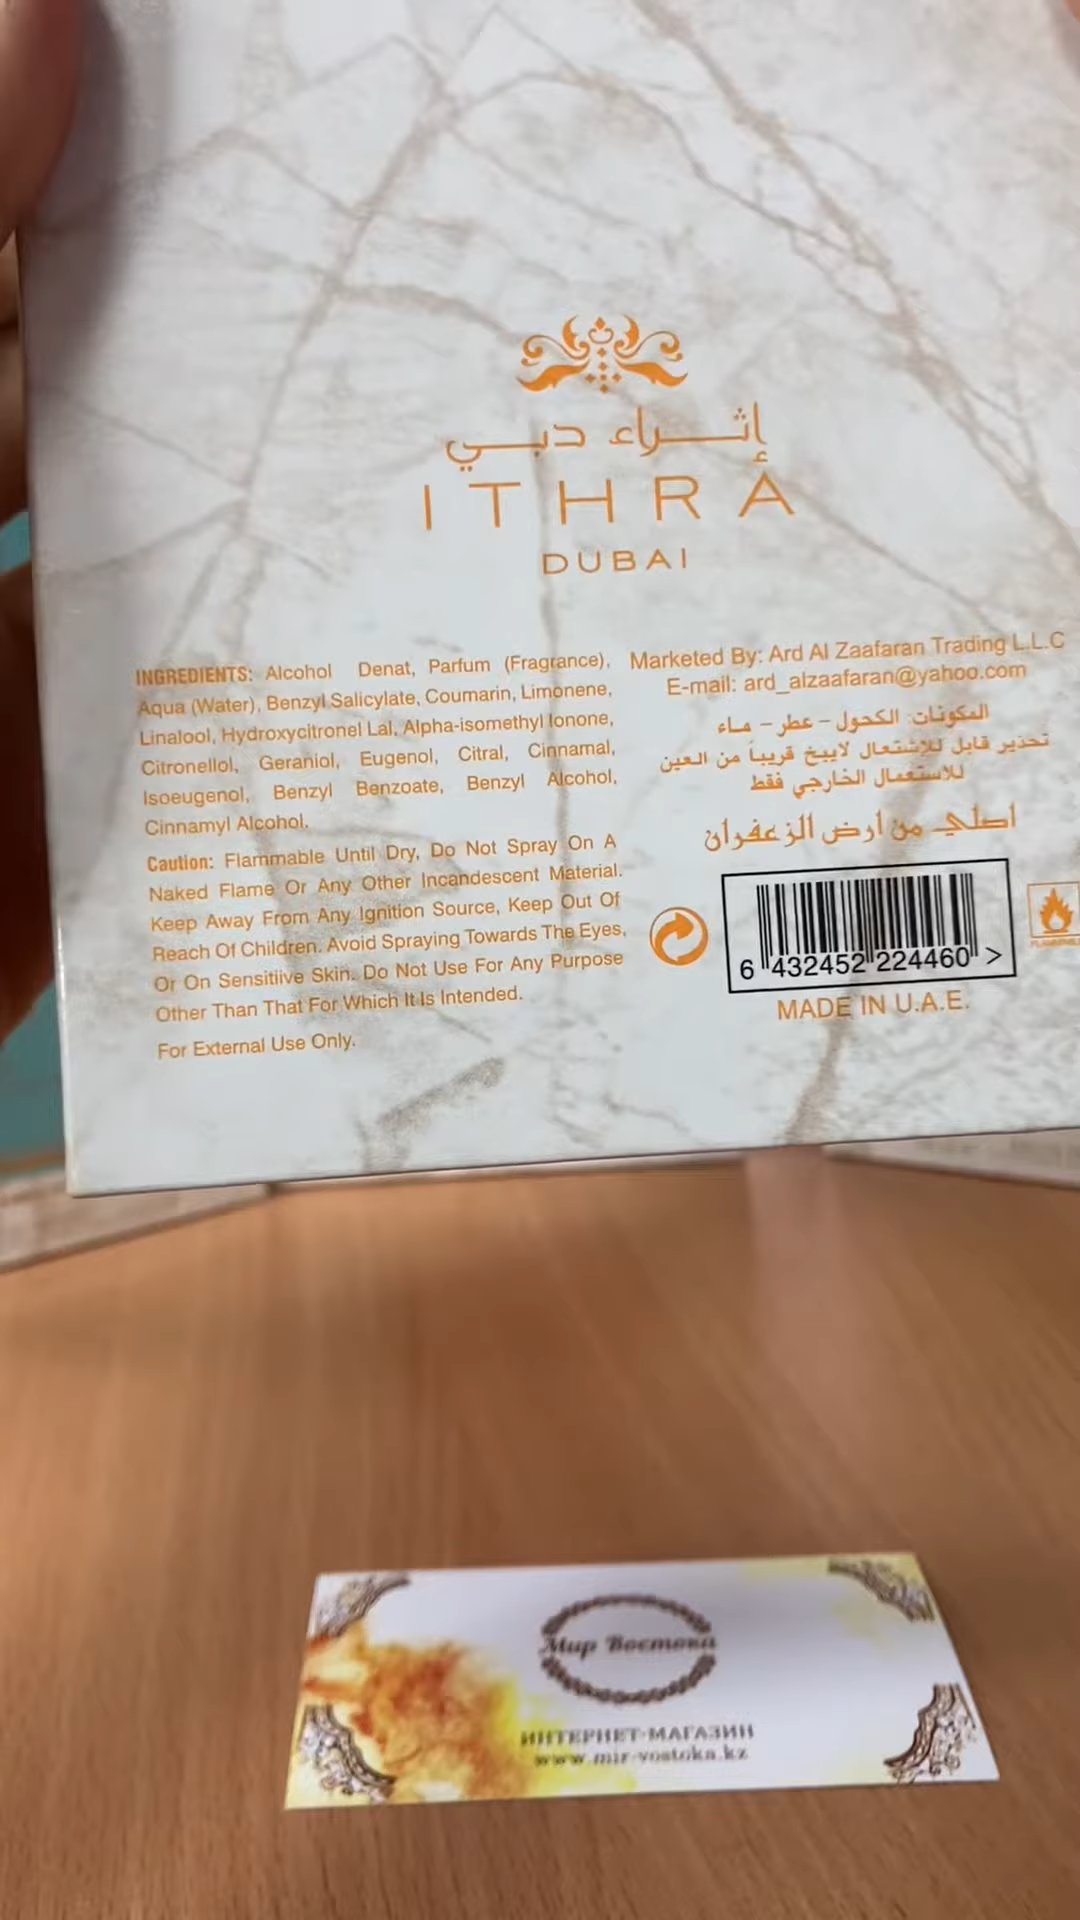 إثراء دبي
ITHRA
DUBAI
INGREDIENTS: Alcohol Denat, Parfum (Fragrance),
Aqua (Water), Benzyl Salicylate, Coumarin, Limonene,
Linalool, Hydroxycitronel Lal, Alpha-isomethyl Ionone,
Citronellol, Geraniol, Eugenol, Citral, Cinnamal,
Isoeugenol, Benzyl Benzoate, Benzyl Alcohol,
Cinnamyl Alcohol.
Caution: Flammable Until Dry, Do Not Spray On A
Naked Flame Or Any Other Incandescent Material.
Keep Away From Any Ignition Source, Keep Out Of
Reach Of Children. Avoid Spraying Towards The Eyes,
Or On Sensitiive Skin. Do Not Use For Any Purpose
Other Than That For Which It Is Intended.
For External Use Only.
Marketed By: Ard Al Zaafaran Trading L.L.C
E-mail: ard_alzaafaran@yahoo.com
المكونات: الكحول - عطر - ماء
تحذير قابل للإشتعال لايبخ قريباً من العين
للاستعمال الخارجي فقط
اصلي من أرض الزعفران
6 432452 224460 >
FLAMMABLE
MADE IN U.A.E.
Мир Востока
ИНТЕРНЕТ-МАГАЗИН
www.mir-vostoka.kz